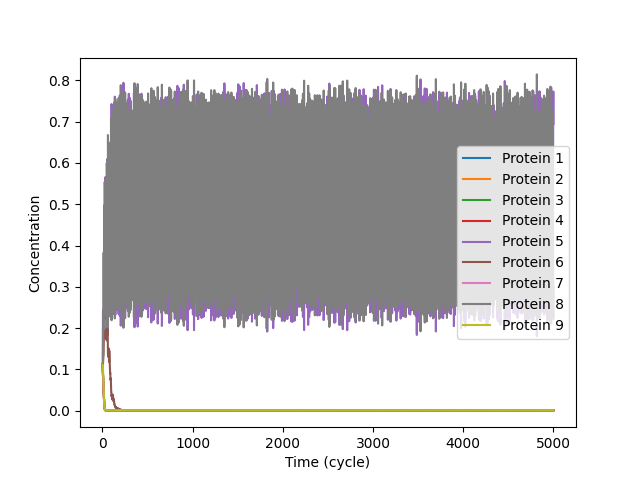 0.8
0.7
0.6
0.5
0.4
0.3
0.2
0.1
0.0
Concentration
0 1000 2000 3000 4000 5000
Time (cycle)
Protein 1
Protein 2
Protein 3
Protein 4
Protein 5
Protein 6
Protein 7
Protein 8
Protein 9